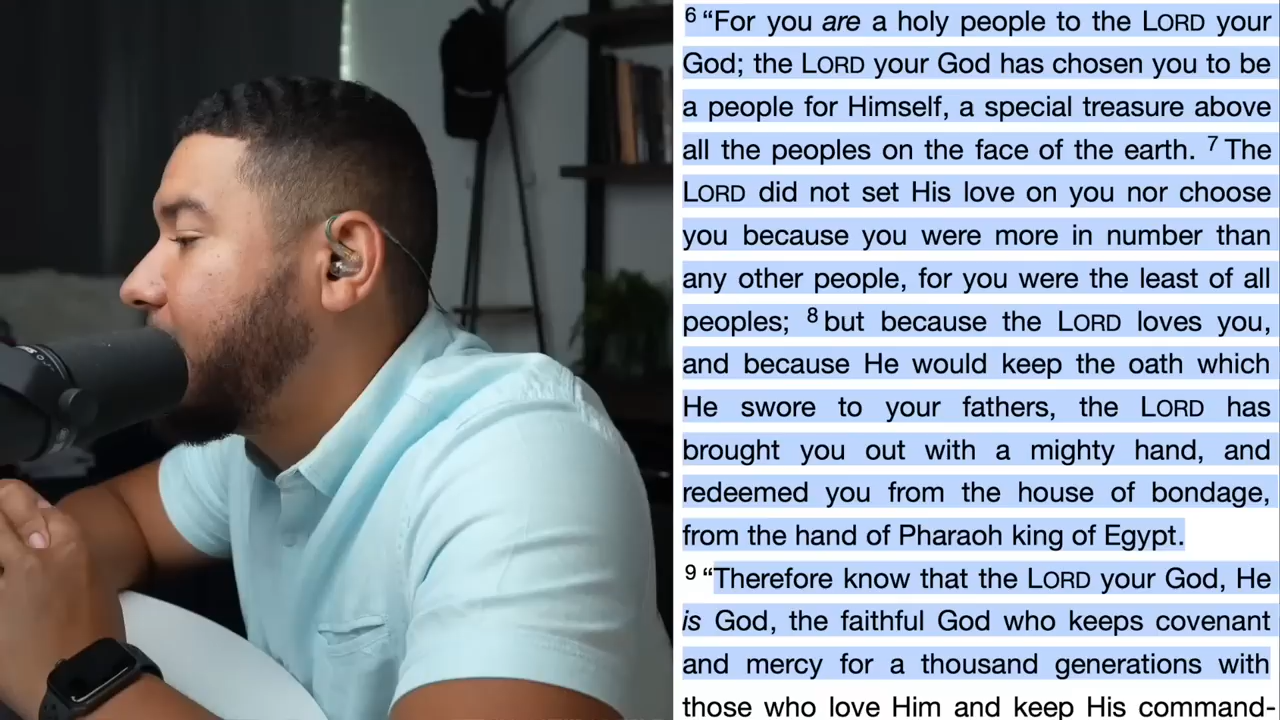 6 “For you are a holy people to the LORD your
God; the LORD your God has chosen you to be
a people for Himself, a special treasure above
all the peoples on the face of the earth. 7 The
LORD did not set His love on you nor choose
you because you were more in number than
any other people, for you were the least of all
peoples; 8 but because the LORD loves you,
and because He would keep the oath which
He swore to your fathers, the LORD has
brought you out with a mighty hand, and
redeemed you from the house of bondage,
from the hand of Pharaoh king of Egypt.
9 “Therefore know that the LORD your God, He
is God, the faithful God who keeps covenant
and mercy for a thousand generations with
those who love Him and keep His command-